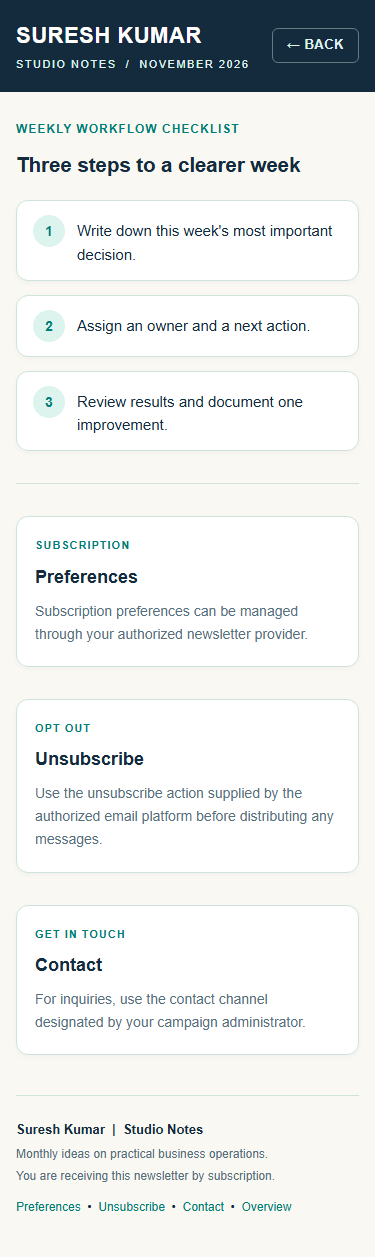 SURESH KUMAR
← BACK
STUDIO NOTES / NOVEMBER 2026
WEEKLY WORKFLOW CHECKLIST
Three steps to a clearer week
1
Write down this week's most important
decision.
2
Assign an owner and a next action.
3
Review results and document one
improvement.
SUBSCRIPTION
Preferences
Subscription preferences can be managed
through your authorized newsletter provider.
OPT OUT
Unsubscribe
Use the unsubscribe action supplied by the
authorized email platform before distributing any
messages.
GET IN TOUCH
Contact
For inquiries, use the contact channel
designated by your campaign administrator.
Suresh Kumar | Studio Notes
Monthly ideas on practical business operations.
You are receiving this newsletter by subscription.
Preferences • Unsubscribe • Contact • Overview